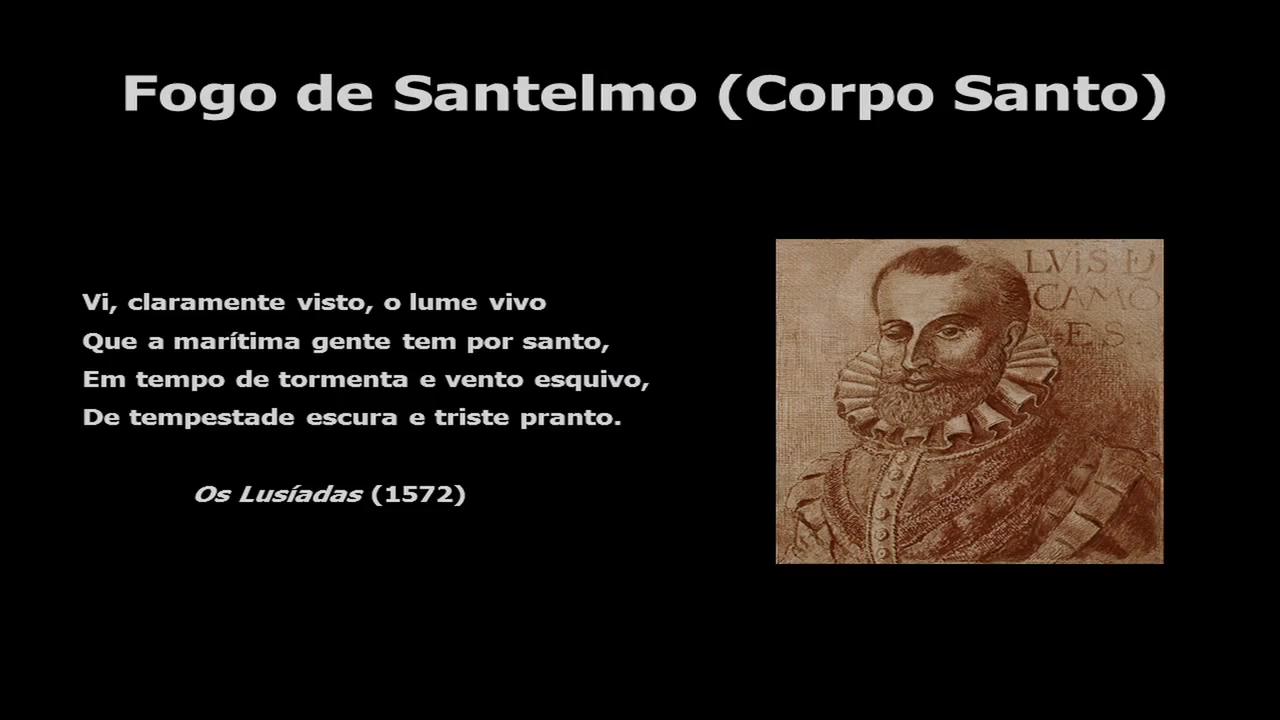 Fogo de Santelmo (Corpo Santo)
Vi, claramente visto, o lume vivo
Que a marítima gente tem por santo,
Em tempo de tormenta e vento esquivo,
De tempestade escura e triste pranto.
Os Lusíadas (1572)
LVIS D
CAMÕ
ES.